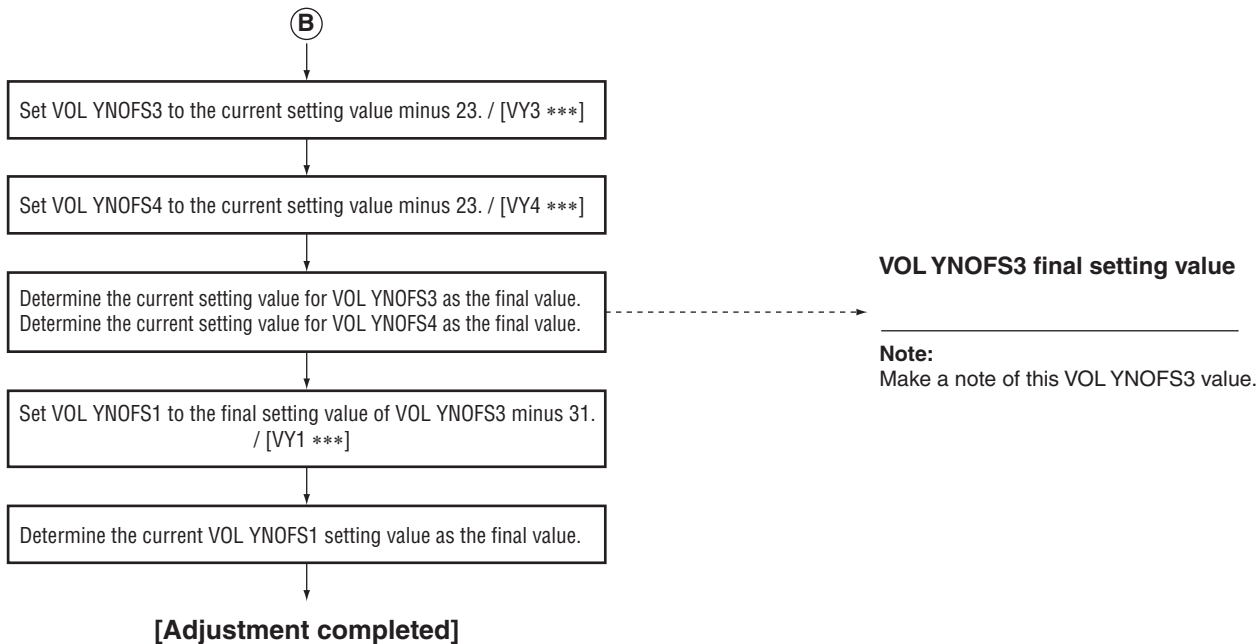 B
Set VOL YNOFS3 to the current setting value minus 23. / [VY3 ***]
Set VOL YNOFS4 to the current setting value minus 23. / [VY4 ***]
Determine the current setting value for VOL YNOFS3 as the final value.
Determine the current setting value for VOL YNOFS4 as the final value.
VOL YNOFS3 final setting value
Note:
Make a note of this VOL YNOFS3 value.
Set VOL YNOFS1 to the final setting value of VOL YNOFS3 minus 31.
/ [VY1 ***]
Determine the current VOL YNOFS1 setting value as the final value.
[Adjustment completed]